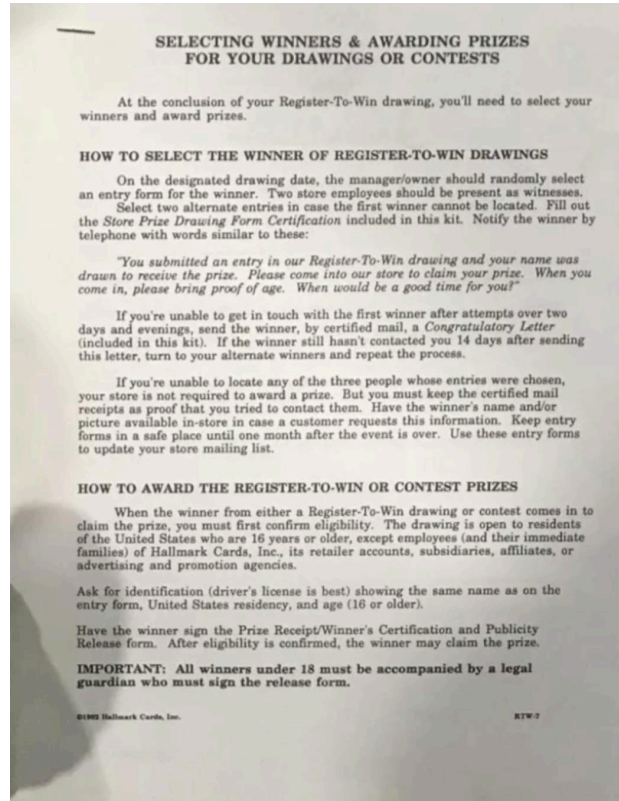 SELECTING WINNERS & AWARDING PRIZES
FOR YOUR DRAWINGS OR CONTESTS
At the conclusion of your Register-To-Win drawing, you'll need to select your
winners and award prizes.
HOW TO SELECT THE WINNER OF REGISTER-TO-WIN DRAWINGS
On the designated drawing date, the manager/owner should randomly select
an entry form for the winner. Two store employees should be present as witnesses.
Select two alternate entries in case the first winner cannot be located. Fill out
the Store Prize Drawing Form Certification included in this kit. Notify the winner by
telephone with words similar to these:
"You submitted an entry in our Register-To-Win drawing and your name was
drawn to receive the prize. Please come into our store to claim your prize. When you
come in, please bring proof of age. When would be a good time for you?"
If you're unable to get in touch with the first winner after attempts over two
days and evenings, send the winner, by certified mail, a Congratulatory Letter
(included in this kit). If the winner still hasn't contacted you 14 days after sending
this letter, turn to your alternate winners and repeat the process.
If you're unable to locate any of the three people whose entries were chosen,
your store is not required to award a prize. But you must keep the certified mail
receipts as proof that you tried to contact them. Have the winner's name and/or
picture available in-store in case a customer requests this information. Keep entry
forms in a safe place until one month after the event is over. Use these entry forms
to update your store mailing list.
HOW TO AWARD THE REGISTER-TO-WIN OR CONTEST PRIZES
When the winner from either a Register-To-Win drawing or contest comes in to
claim the prize, you must first confirm eligibility. The drawing is open to residents
of the United States who are 16 years or older, except employees (and their immediate
families) of Hallmark Cards, Inc., its retailer accounts, subsidiaries, affiliates, or
advertising and promotion agencies.
Ask for identification (driver's license is best) showing the same name as on the
entry form, United States residency, and age (16 or older).
Have the winner sign the Prize Receipt/Winner's Certification and Publicity
Release form. After eligibility is confirmed, the winner may claim the prize.
IMPORTANT: All winners under 18 must be accompanied by a legal
guardian who must sign the release form.
Hallmark Cards, Inc.
RTW-7